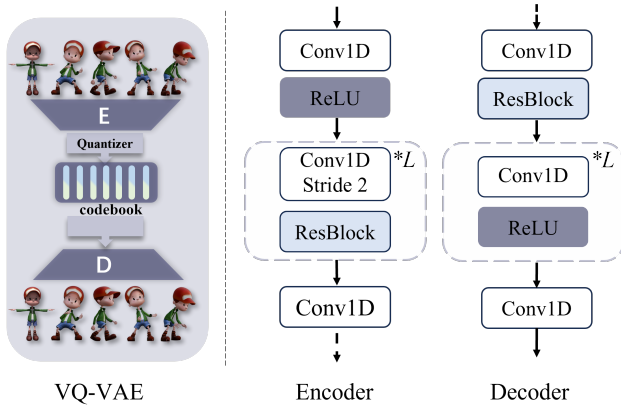 E
Quantizer
codebook
D
VQ-VAE
Conv1D
ReLU
Conv1D
Stride 2
*L
ResBlock
Conv1D
Encoder
Conv1D
ResBlock
Conv1D
*L
ReLU
Conv1D
Decoder